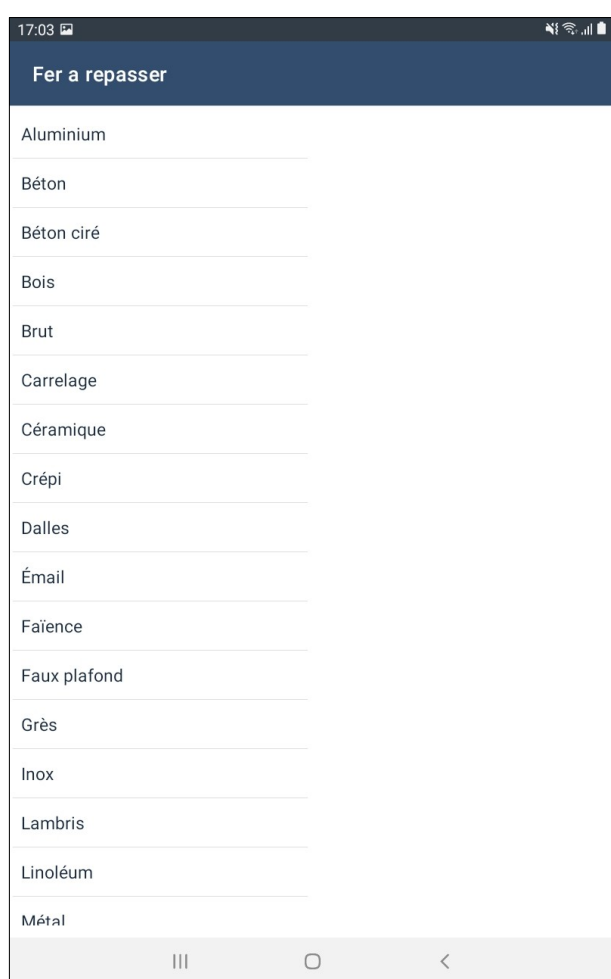 17:03
Fer a repasser
Aluminium
Béton
Béton ciré
Bois
Brut
Carrelage
Céramique
Crépi
Dalles
Émail
Faïence
Faux plafond
Grès
Inox
Lambris
Linoléum
Métal